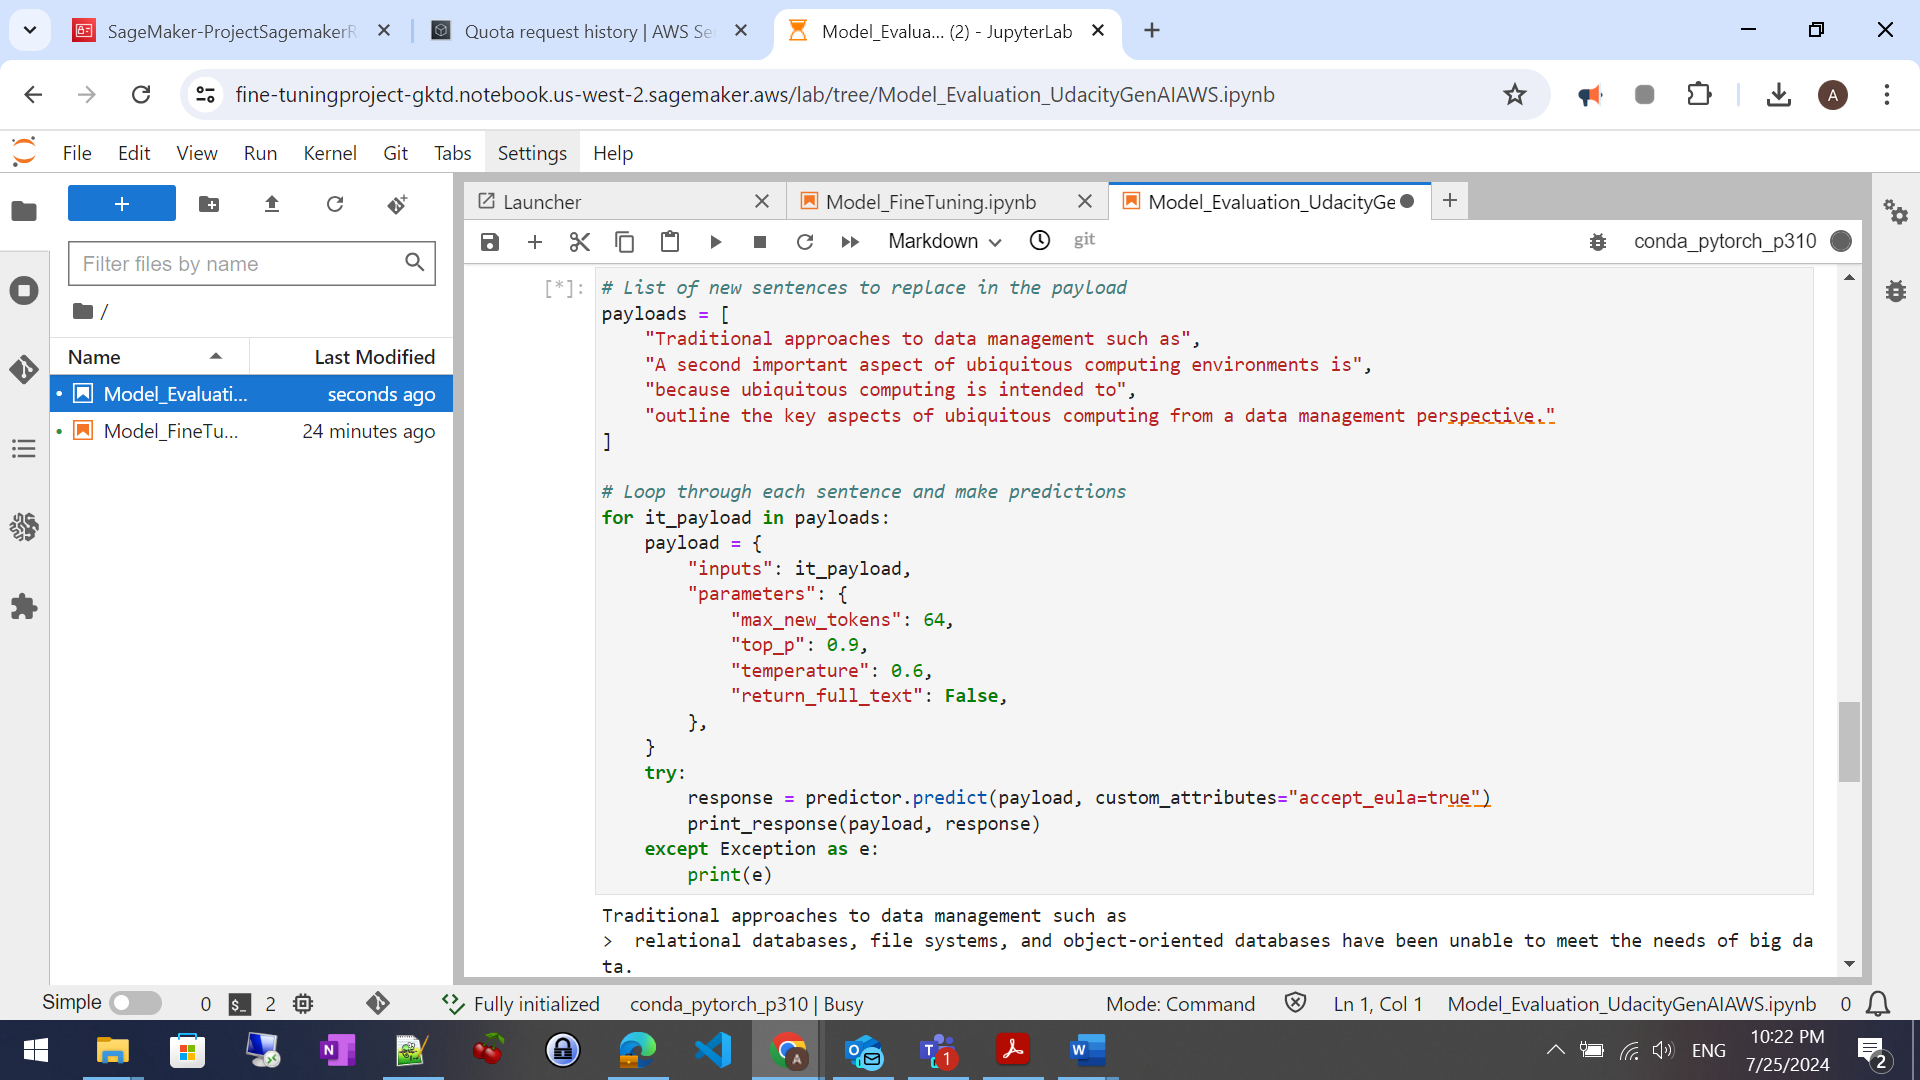 SageMaker-ProjectSagemakerR
Quota request history | AWS Se
Model_Evalua... (2) - JupyterLab
fine-tuningproject-gktd.notebook.us-west-2.sagemaker.aws/lab/tree/Model_Evaluation_UdacityGenAIAWS.ipynb
A
File Edit View Run Kernel Git Tabs Settings Help
Launcher
Model_FineTuning.ipynb
Model_Evaluation_UdacityGe
Markdown
git
conda_pytorch_p310
Filter files by name
/
Name Last Modified
Model_Evaluati... seconds ago
Model_FineTu... 24 minutes ago
[*]:
# List of new sentences to replace in the payload
payloads = [
    "Traditional approaches to data management such as",
    "A second important aspect of ubiquitous computing environments is",
    "because ubiquitous computing is intended to",
    "outline the key aspects of ubiquitous computing from a data management perspective."
]
# Loop through each sentence and make predictions
for it_payload in payloads:
    payload = {
        "inputs": it_payload,
        "parameters": {
            "max_new_tokens": 64,
            "top_p": 0.9,
            "temperature": 0.6,
            "return_full_text": False,
        },
    }
    try:
        response = predictor.predict(payload, custom_attributes="accept_eula=true")
        print_response(payload, response)
    except Exception as e:
        print(e)
Traditional approaches to data management such as
>  relational databases, file systems, and object-oriented databases have been unable to meet the needs of big da
ta.
Simple 0 $_ 2 Fully initialized conda_pytorch_p310 | Busy Mode: Command Ln 1, Col 1 Model_Evaluation_UdacityGenAIAWS.ipynb 0
N
A
T
1
W
ENG
10:22 PM
7/25/2024
2